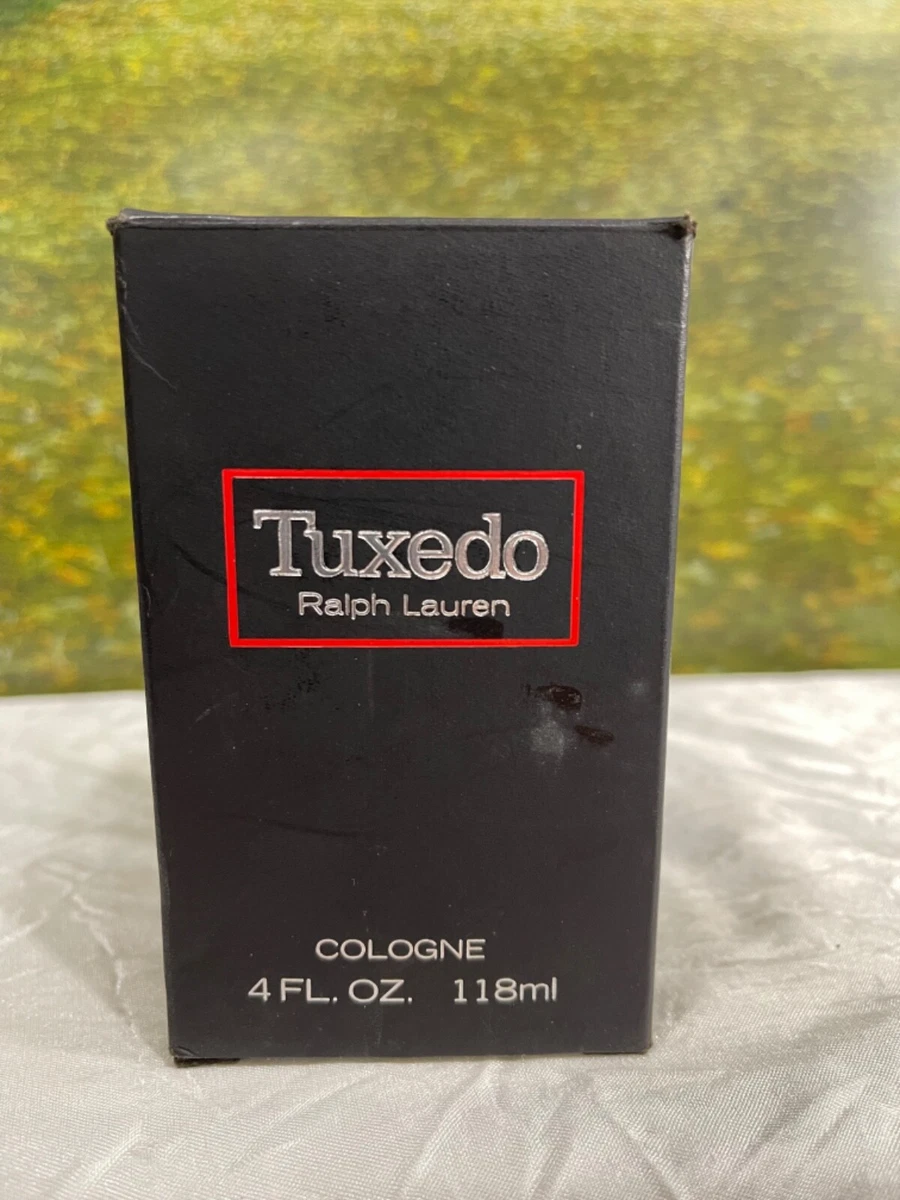 Tuxedo
Ralph Lauren
COLOGNE
4 FL. OZ. 118ml